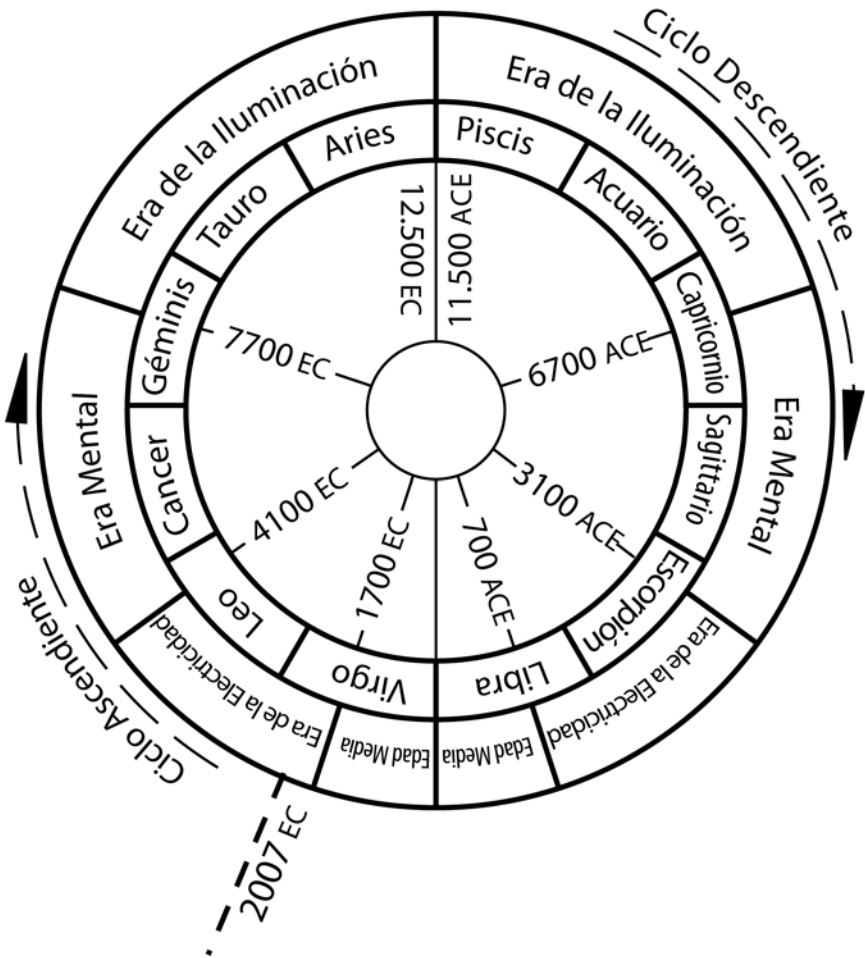 Ciclo Descendiente
Era de la Iluminación
Era de la Iluminación
Aries
Piscis
Tauro
Acuario
12.500 EC
11.500 ACE
Géminis
Capricornio
7700 EC
6700 ACE
Era Mental
Era Mental
Cancer
Sagittario
4100 EC
3100 ACE
1700 EC
700 ACE
Leo
Escorpión
Virgo
Libra
Era de la Electricidad
Era de la Electricidad
Edad Media
Edad Media
Ciclo Ascendiente
2007 EC